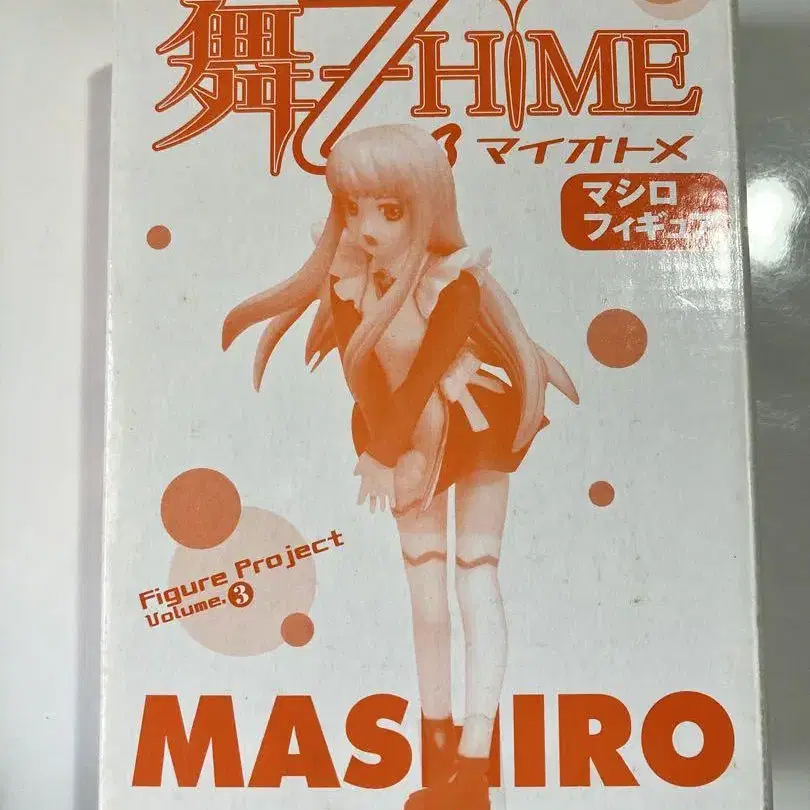 舞乙HiME
マイオトメ
マシロ
フィギュア
Figure Project
Volume.3
MASHIRO